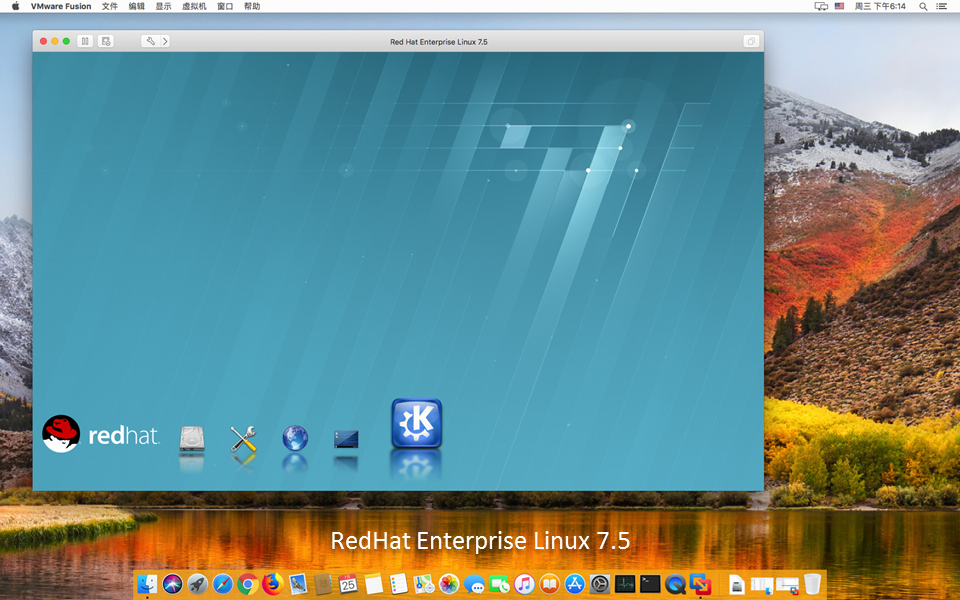 VMware Fusion 文件 编辑 显示 虚拟机 窗口 帮助 周三 下午6:14
Red Hat Enterprise Linux 7.5
redhat.
K
RedHat Enterprise Linux 7.5
25